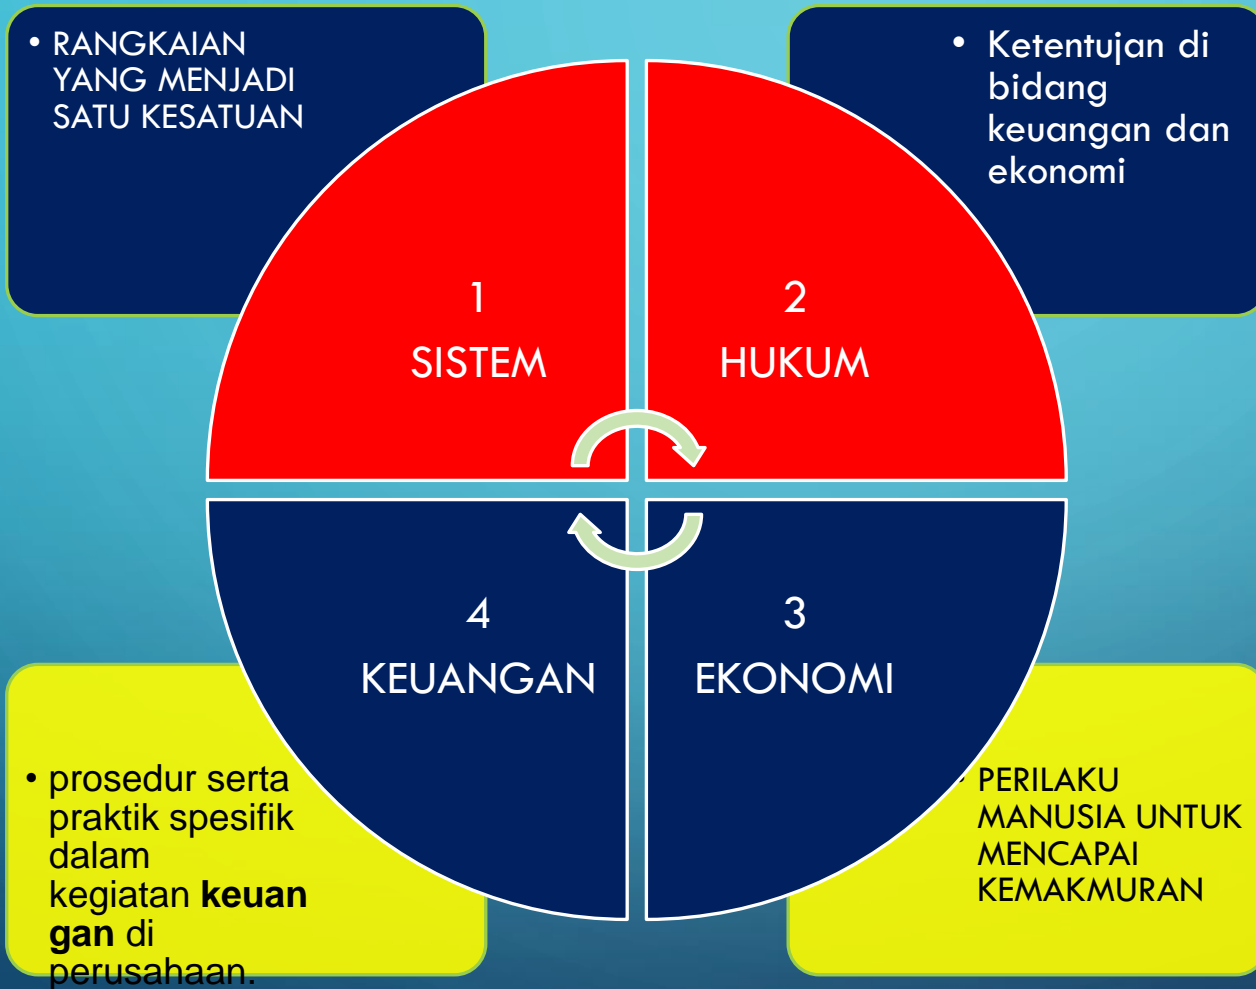 • RANGKAIAN
YANG MENJADI
SATU KESATUAN
• Ketentujan di
bidang
keuangan dan
ekonomi
1
SISTEM
2
HUKUM
4
KEUANGAN
3
EKONOMI
• prosedur serta
praktik spesifik
dalam
kegiatan keuan
gan di
perusahaan.
• PERILAKU
MANUSIA UNTUK
MENCAPAI
KEMAKMURAN